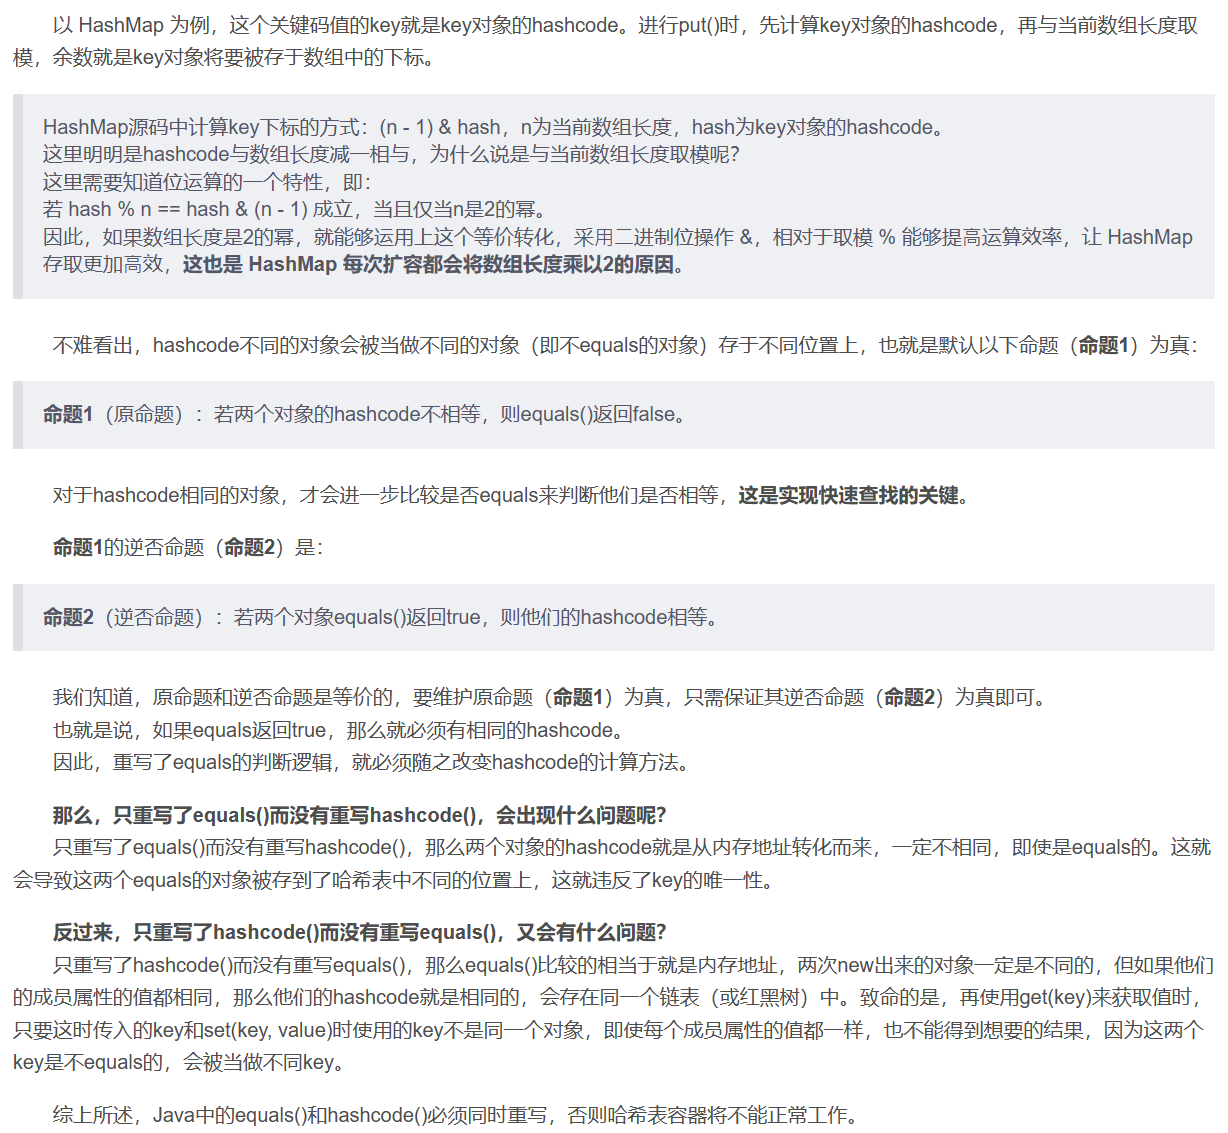 以 HashMap 为例，这个关键码值的key就是key对象的hashcode。进行put()时，先计算key对象的hashcode，再与当前数组长度取
模，余数就是key对象将要被存于数组中的下标。
HashMap源码中计算key下标的方式：(n - 1) & hash，n为当前数组长度，hash为key对象的hashcode。
这里明明是hashcode与数组长度减一相与，为什么说是与当前数组长度取模呢？
这里需要知道位运算的一个特性，即：
若 hash % n == hash & (n - 1) 成立，当且仅当n是2的幂。
因此，如果数组长度是2的幂，就能够运用上这个等价转化，采用二进制位操作 &，相对于取模 % 能够提高运算效率，让 HashMap
存取更加高效，这也是 HashMap 每次扩容都会将数组长度乘以2的原因。
不难看出，hashcode不同的对象会被当做不同的对象（即不equals的对象）存于不同位置上，也就是默认以下命题（命题1）为真：
命题1（原命题）：若两个对象的hashcode不相等，则equals()返回false。
对于hashcode相同的对象，才会进一步比较是否equals来判断他们是否相等，这是实现快速查找的关键。
命题1的逆否命题（命题2）是：
命题2（逆否命题）：若两个对象equals()返回true，则他们的hashcode相等。
我们知道，原命题和逆否命题是等价的，要维护原命题（命题1）为真，只需保证其逆否命题（命题2）为真即可。
也就是说，如果equals返回true，那么就必须有相同的hashcode。
因此，重写了equals的判断逻辑，就必须随之改变hashcode的计算方法。
那么，只重写了equals()而没有重写hashcode()，会出现什么问题呢？
只重写了equals()而没有重写hashcode()，那么两个对象的hashcode就是从内存地址转化而来，一定不相同，即使是equals的。这就
会导致这两个equals的对象被存到了哈希表中不同的位置上，这就违反了key的唯一性。
反过来，只重写了hashcode()而没有重写equals()，又会有什么问题？
只重写了hashcode()而没有重写equals()，那么equals()比较的相当于就是内存地址，两次new出来的对象一定是不同的，但如果他们
的成员属性的值都相同，那么他们的hashcode就是相同的，会存在同一个链表（或红黑树）中。致命的是，再使用get(key)来获取值时，
只要这时传入的key和set(key, value)时使用的key不是同一个对象，即使每个成员属性的值都一样，也不能得到想要的结果，因为这两个
key是不equals的，会被当做不同key。
综上所述，Java中的equals()和hashcode()必须同时重写，否则哈希表容器将不能正常工作。